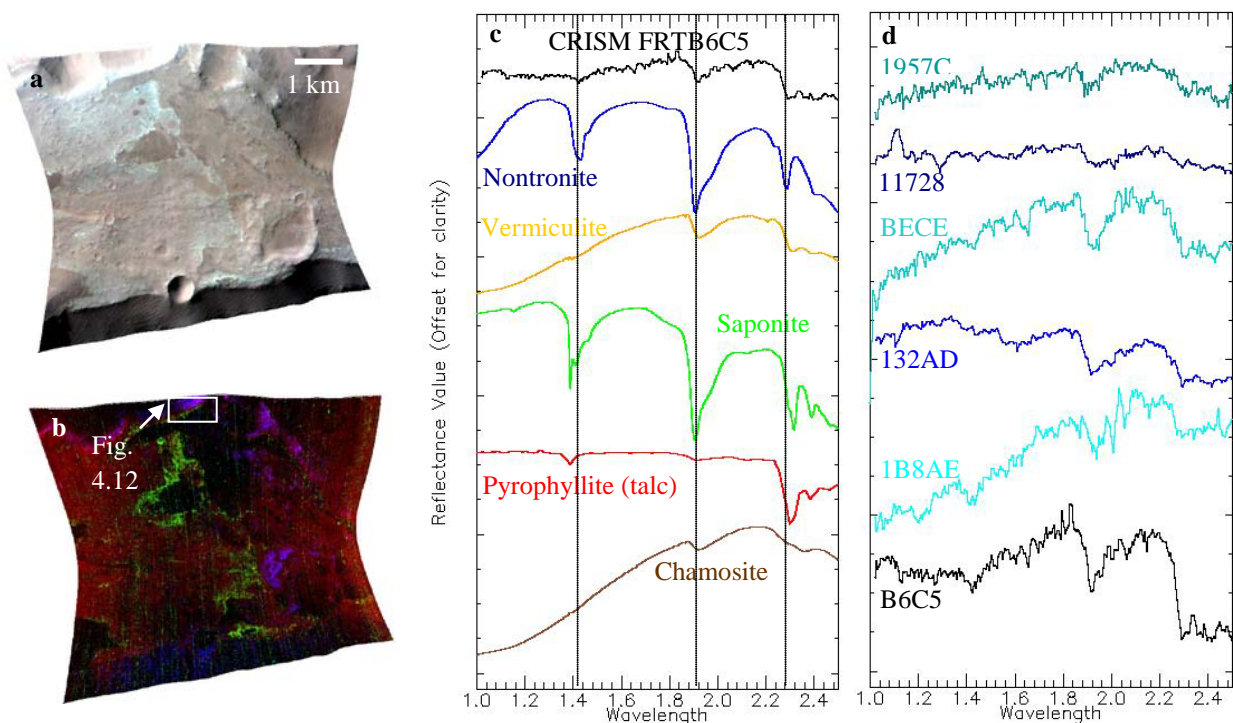 a
1 km
b
Fig.
4.12
c
CRISM FRTB6C5
Nontronite
Vermiculite
Saponite
Pyrophyllite (talc)
Chamosite
Reflectance Value (Offset for clarity)
1.0 1.4 1.6 1.8 2.0 2.2 2.4
Wavelength
d
1957C
11728
BECE
132AD
1B8AE
B6C5
1.0 1.2 1.4 1.6 1.8 2.0 2.2 2.4
Wavelength